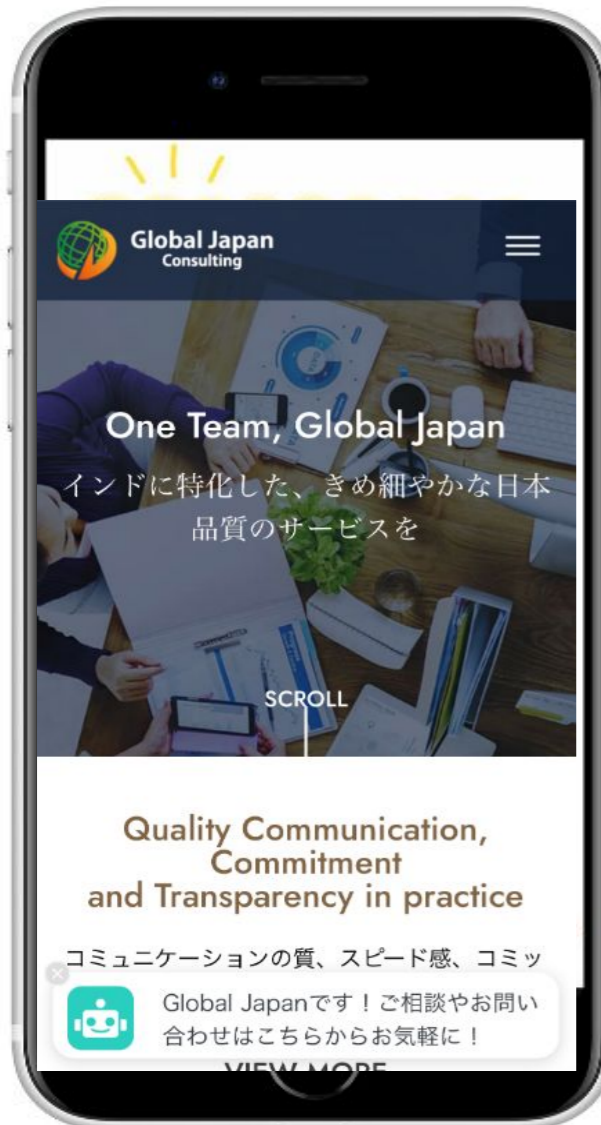 Global Japan
Consulting
One Team, Global Japan
インドに特化した、きめ細やかな日本
品質のサービスを
SCROLL
Quality Communication,
Commitment
and Transparency in practice
コミュニケーションの質、スピード感、コミッ
Global Japanです！ご相談やお問い
合わせはこちらからお気軽に！
VIEW MORE